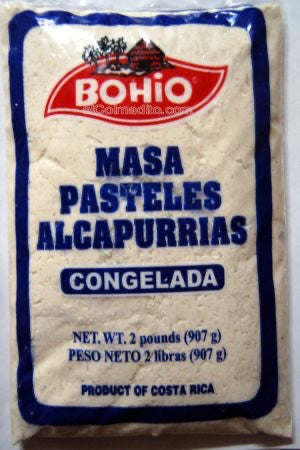 BOHiO
elColmadito.com
MASA
PASTELES
ALCAPURRIAS
CONGELADA
NET. WT. 2 pounds (907 g)
PESO NETO 2 libras (907 g)
PRODUCT OF COSTA RICA